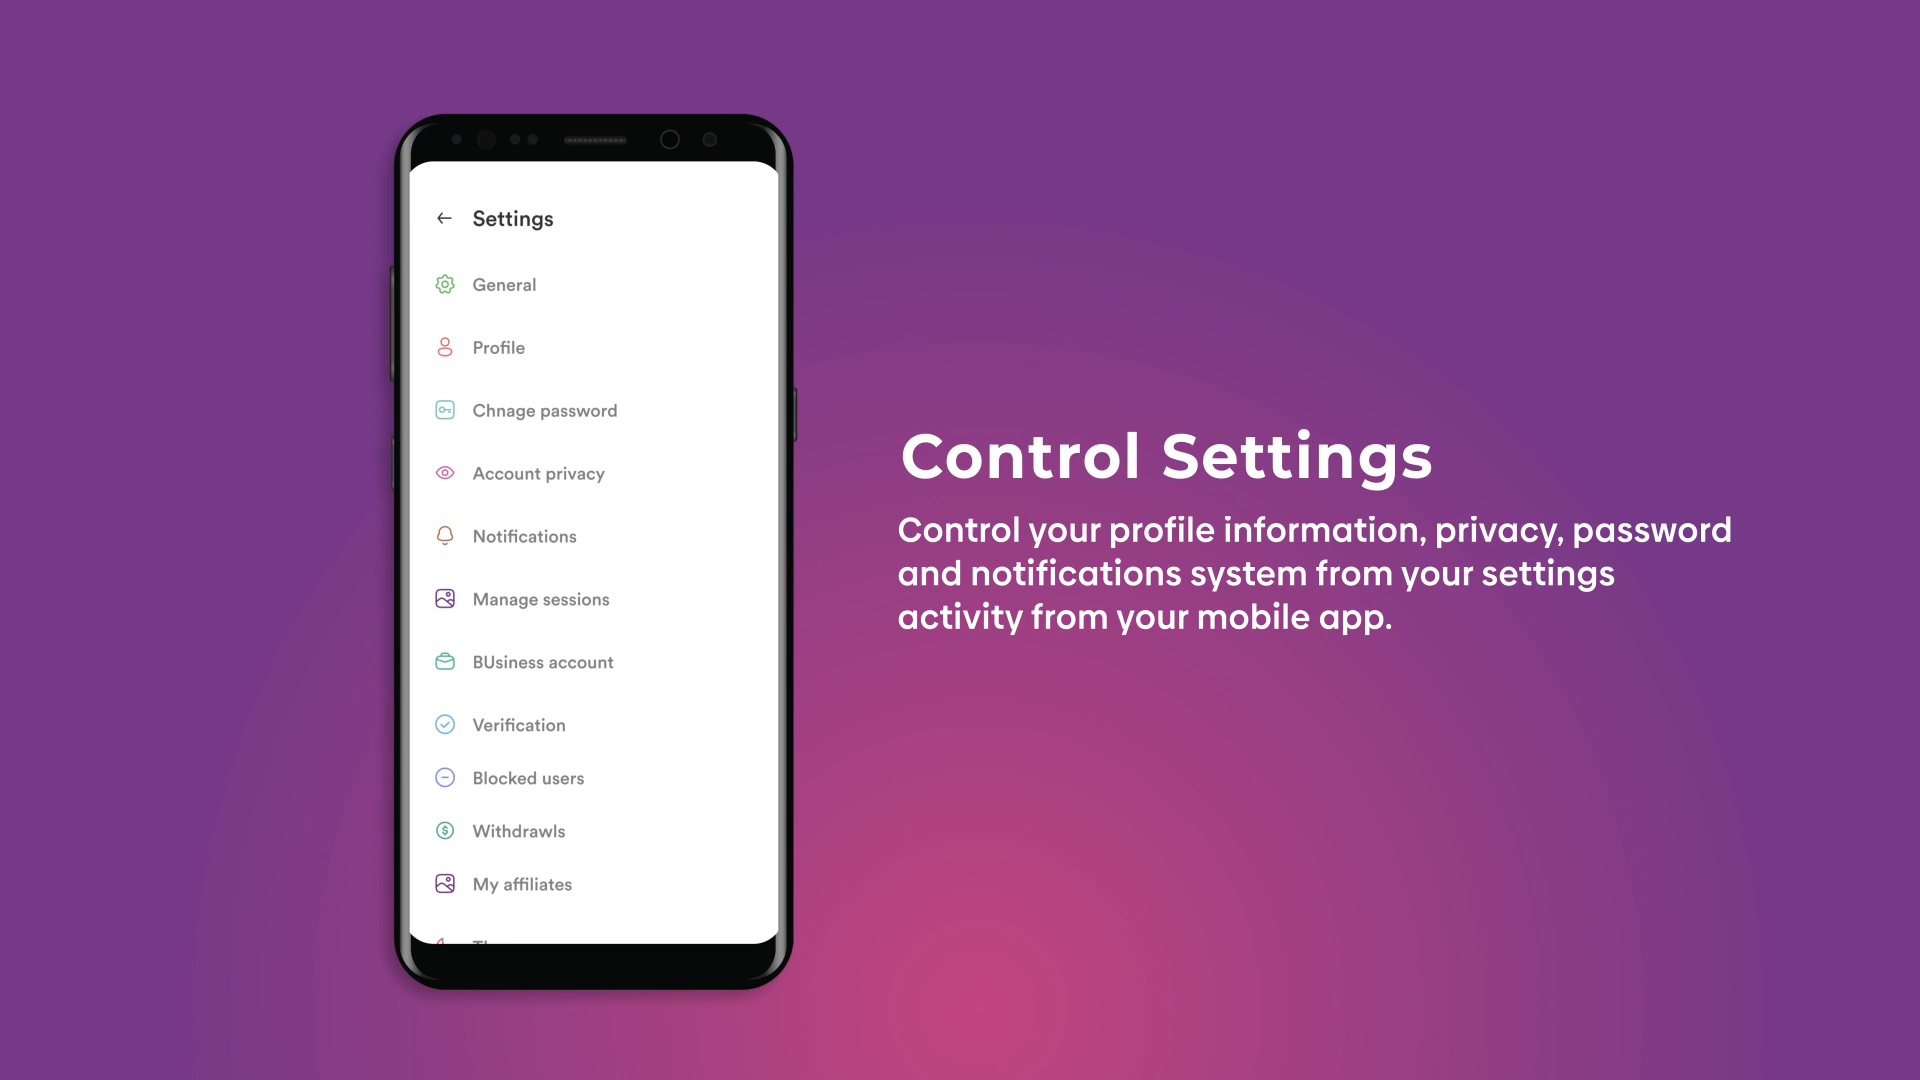 Settings
General
Profile
Chnage password
Account privacy
Notifications
Manage sessions
BUsiness account
Verification
Blocked users
Withdrawls
My affiliates
Control Settings
Control your profile information, privacy, password
and notifications system from your settings
activity from your mobile app.